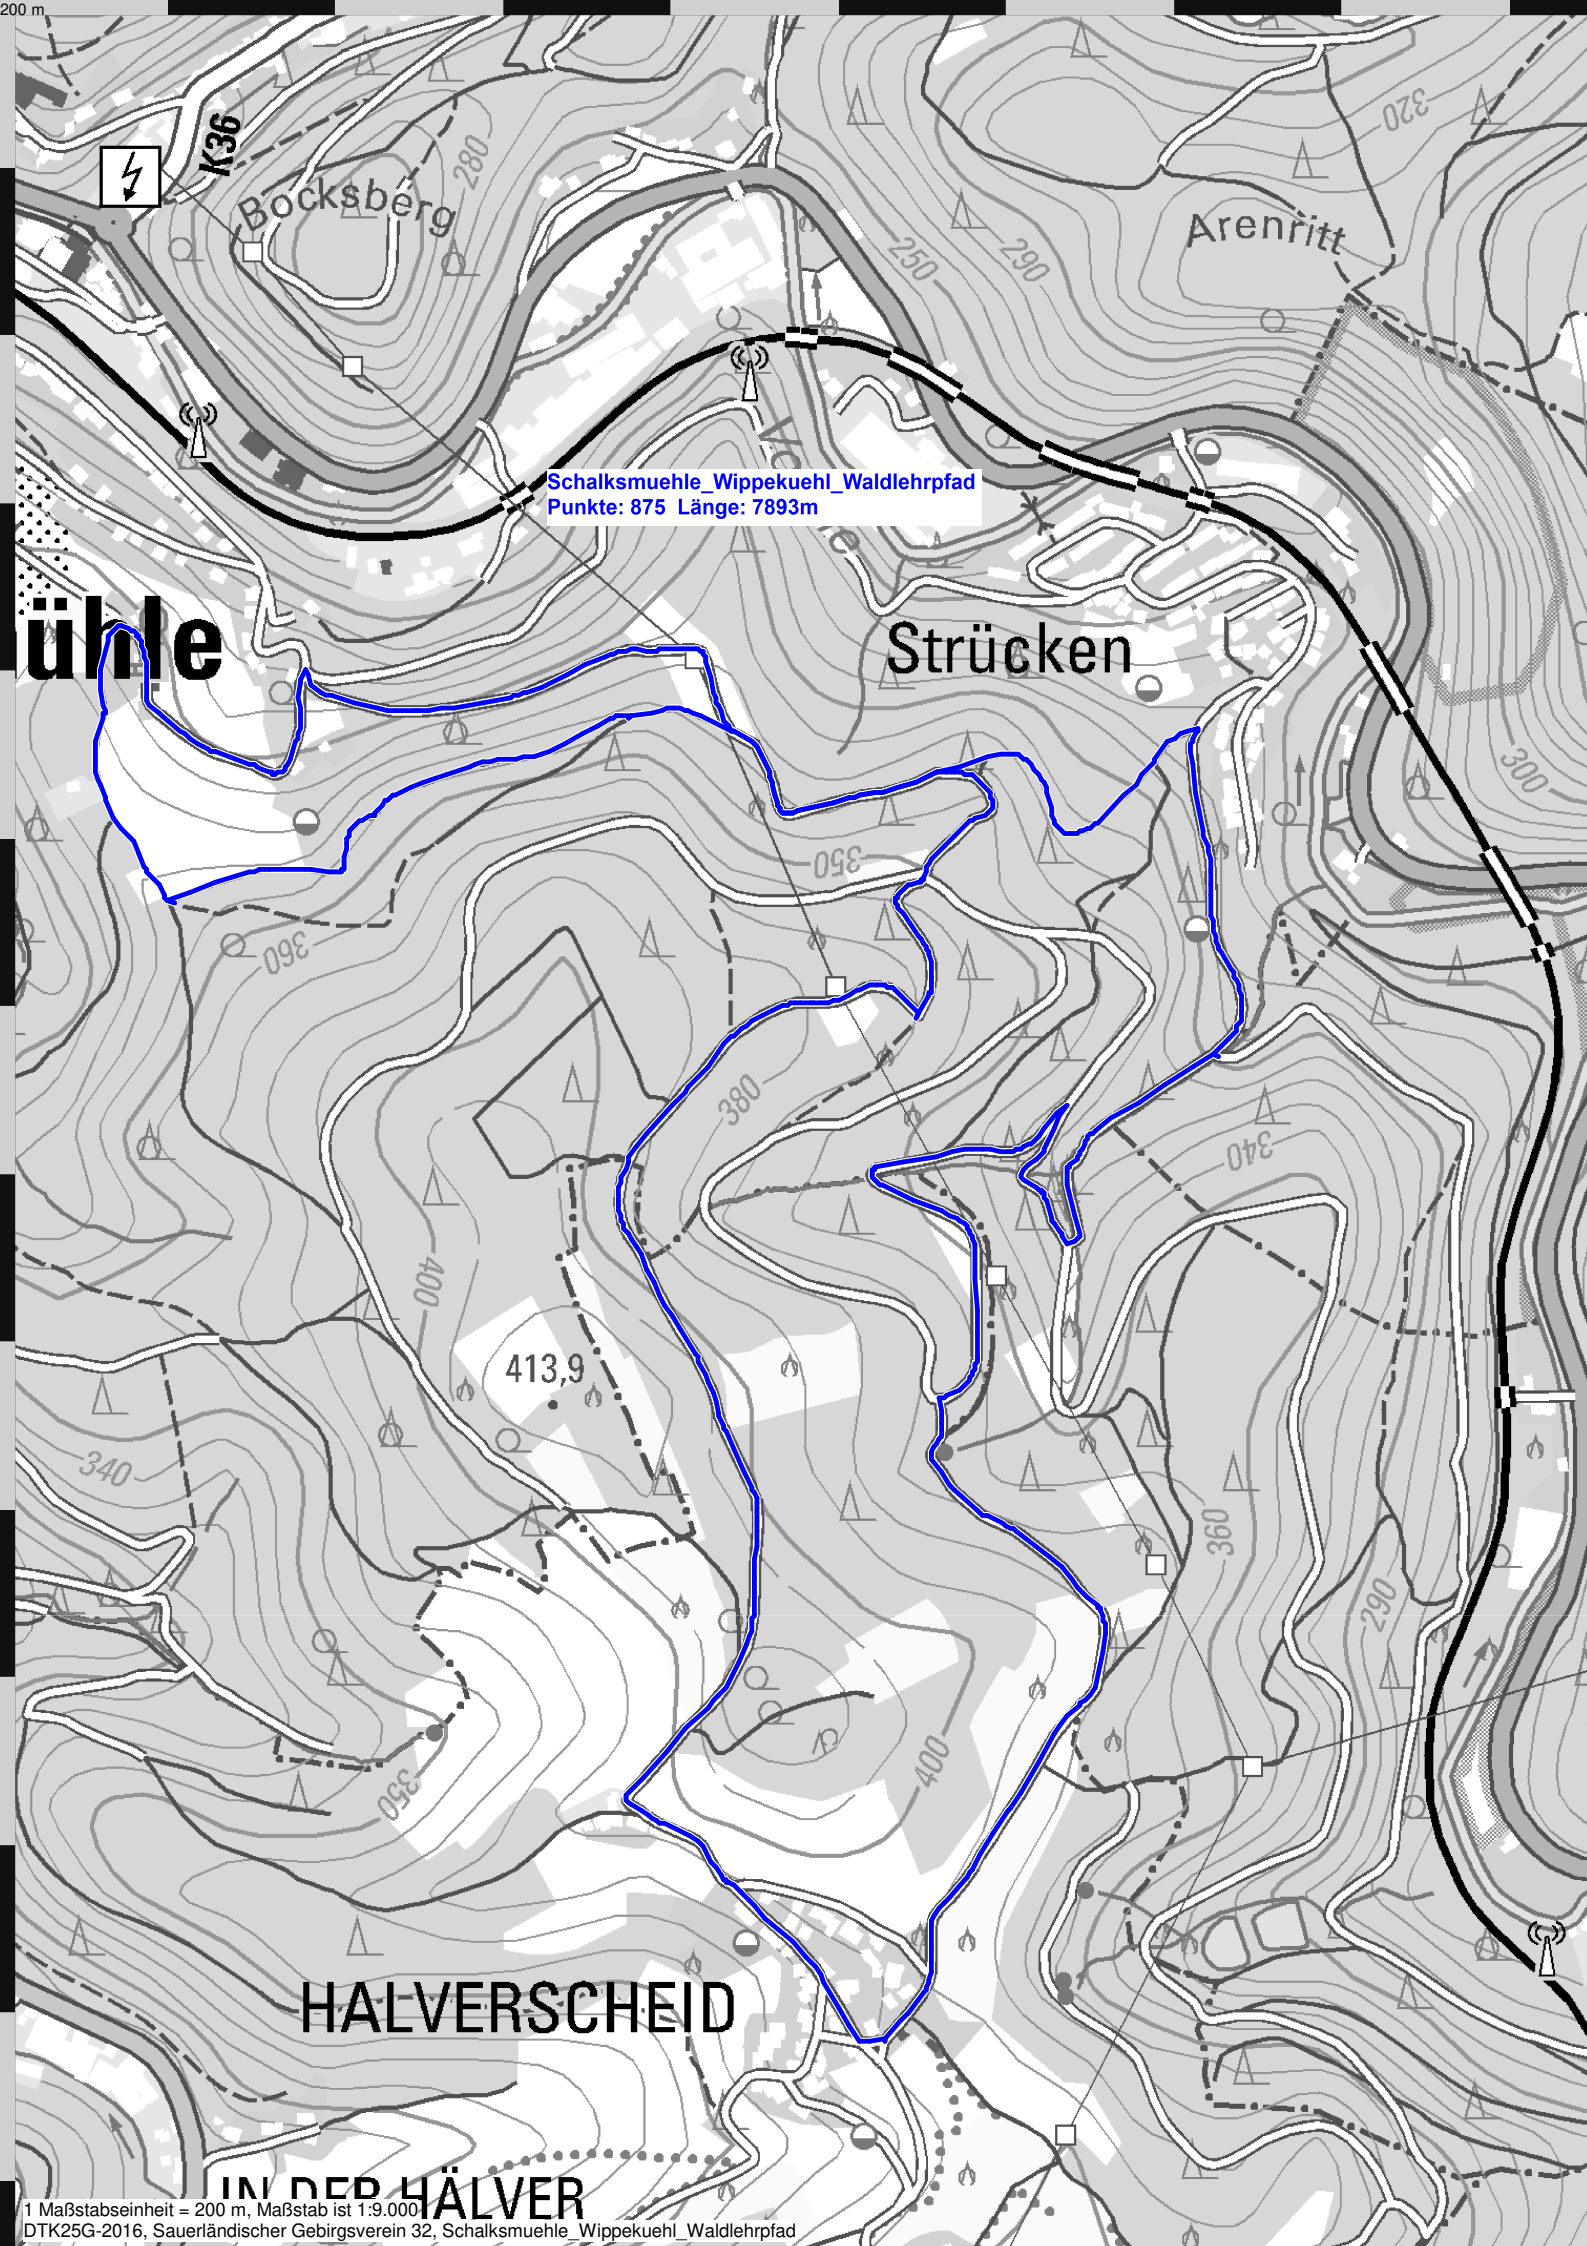 200 m
K36
Bocksberg
280
320
Arenritt
250
290
Schalksmuehle_Wippekuehl_Waldlehrpfad
Punkte: 875 Länge: 7893m
ühle
Strücken
300
350
360
380
340
400
413,9
340
360
290
400
350
HALVERSCHEID
IN DER HÄLVER
1 Maßstabseinheit = 200 m, Maßstab ist 1:9.000
DTK25G-2016, Sauerländischer Gebirgsverein 32, Schalksmuehle_Wippekuehl_Waldlehrpfad